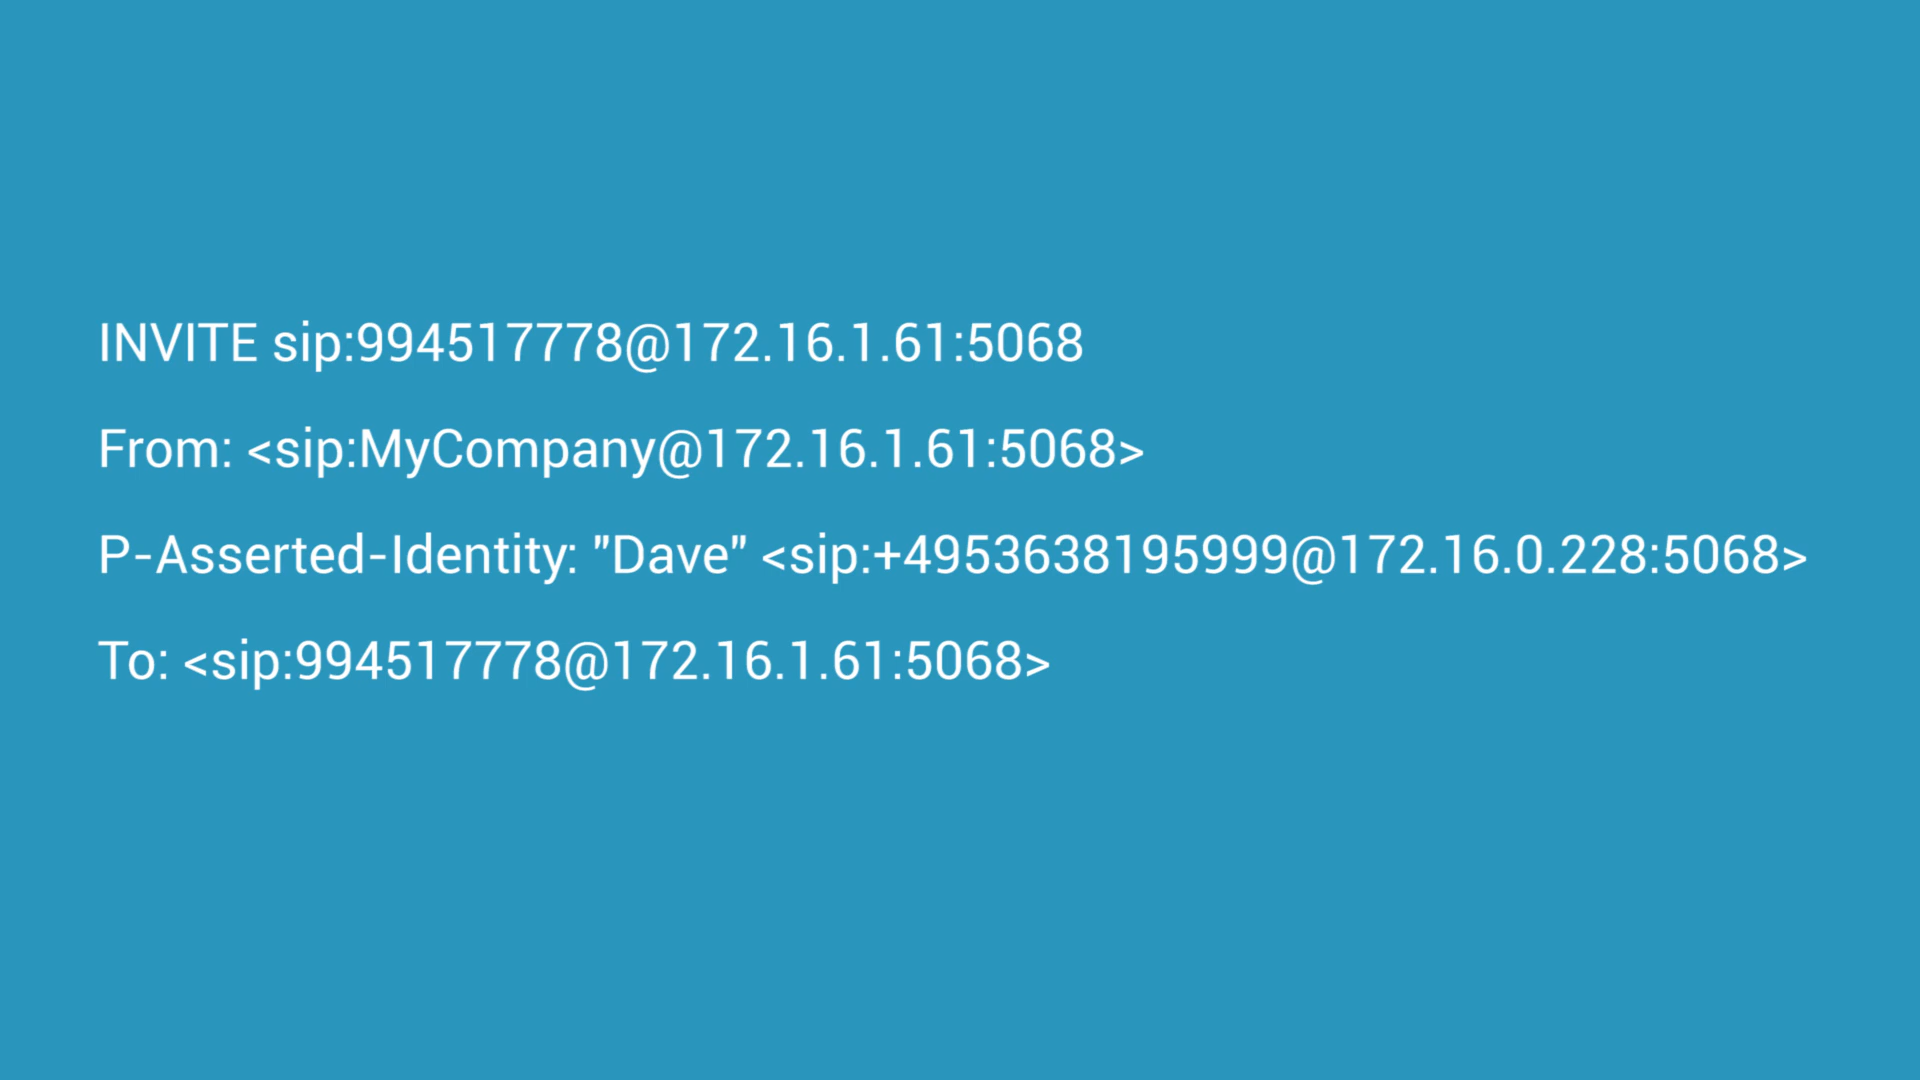 INVITE sip:994517778@172.16.1.61:5068
From: <sip:MyCompany@172.16.1.61:5068>
P-Asserted-Identity: "Dave" <sip:+4953638195999@172.16.0.228:5068>
To: <sip:994517778@172.16.1.61:5068>